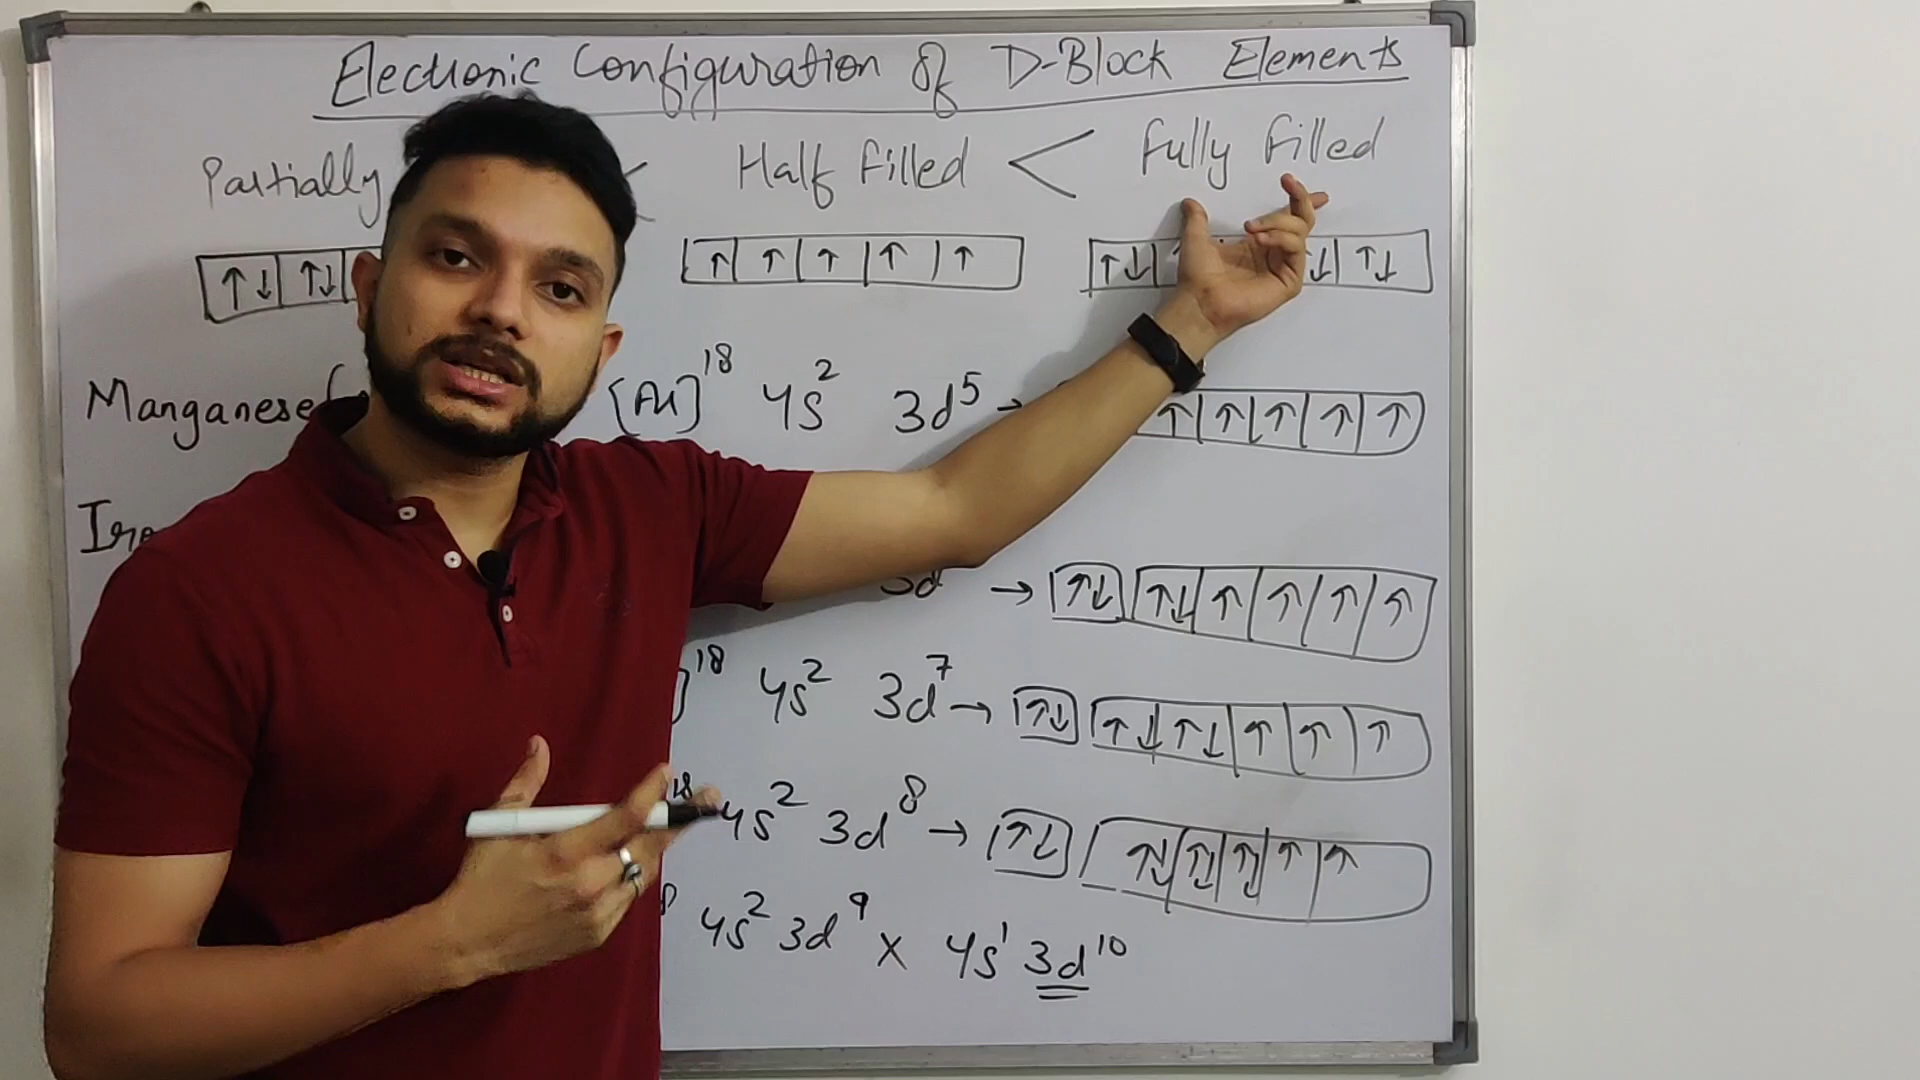 Electronic Configuration Of D-Block Elements
Partially < Half Filled < Fully Filled
↑↓ ↑↓ ↑ ↑ ↑ ↑ ↑ ↑↓ ↑↓ ↑↓
Manganese [Ar]18 4s2 3d5 → ↑ ↑ ↑ ↑ ↑
3d → ↑↓ ↑↓ ↑ ↑ ↑ ↑
]18 4s2 3d7 → ↑↓ ↑↓ ↑↓ ↑ ↑ ↑
18 4s2 3d8 → ↑↓ ↑↓ ↑↓ ↑↓ ↑ ↑
4s2 3d9 × 4s1 3d10